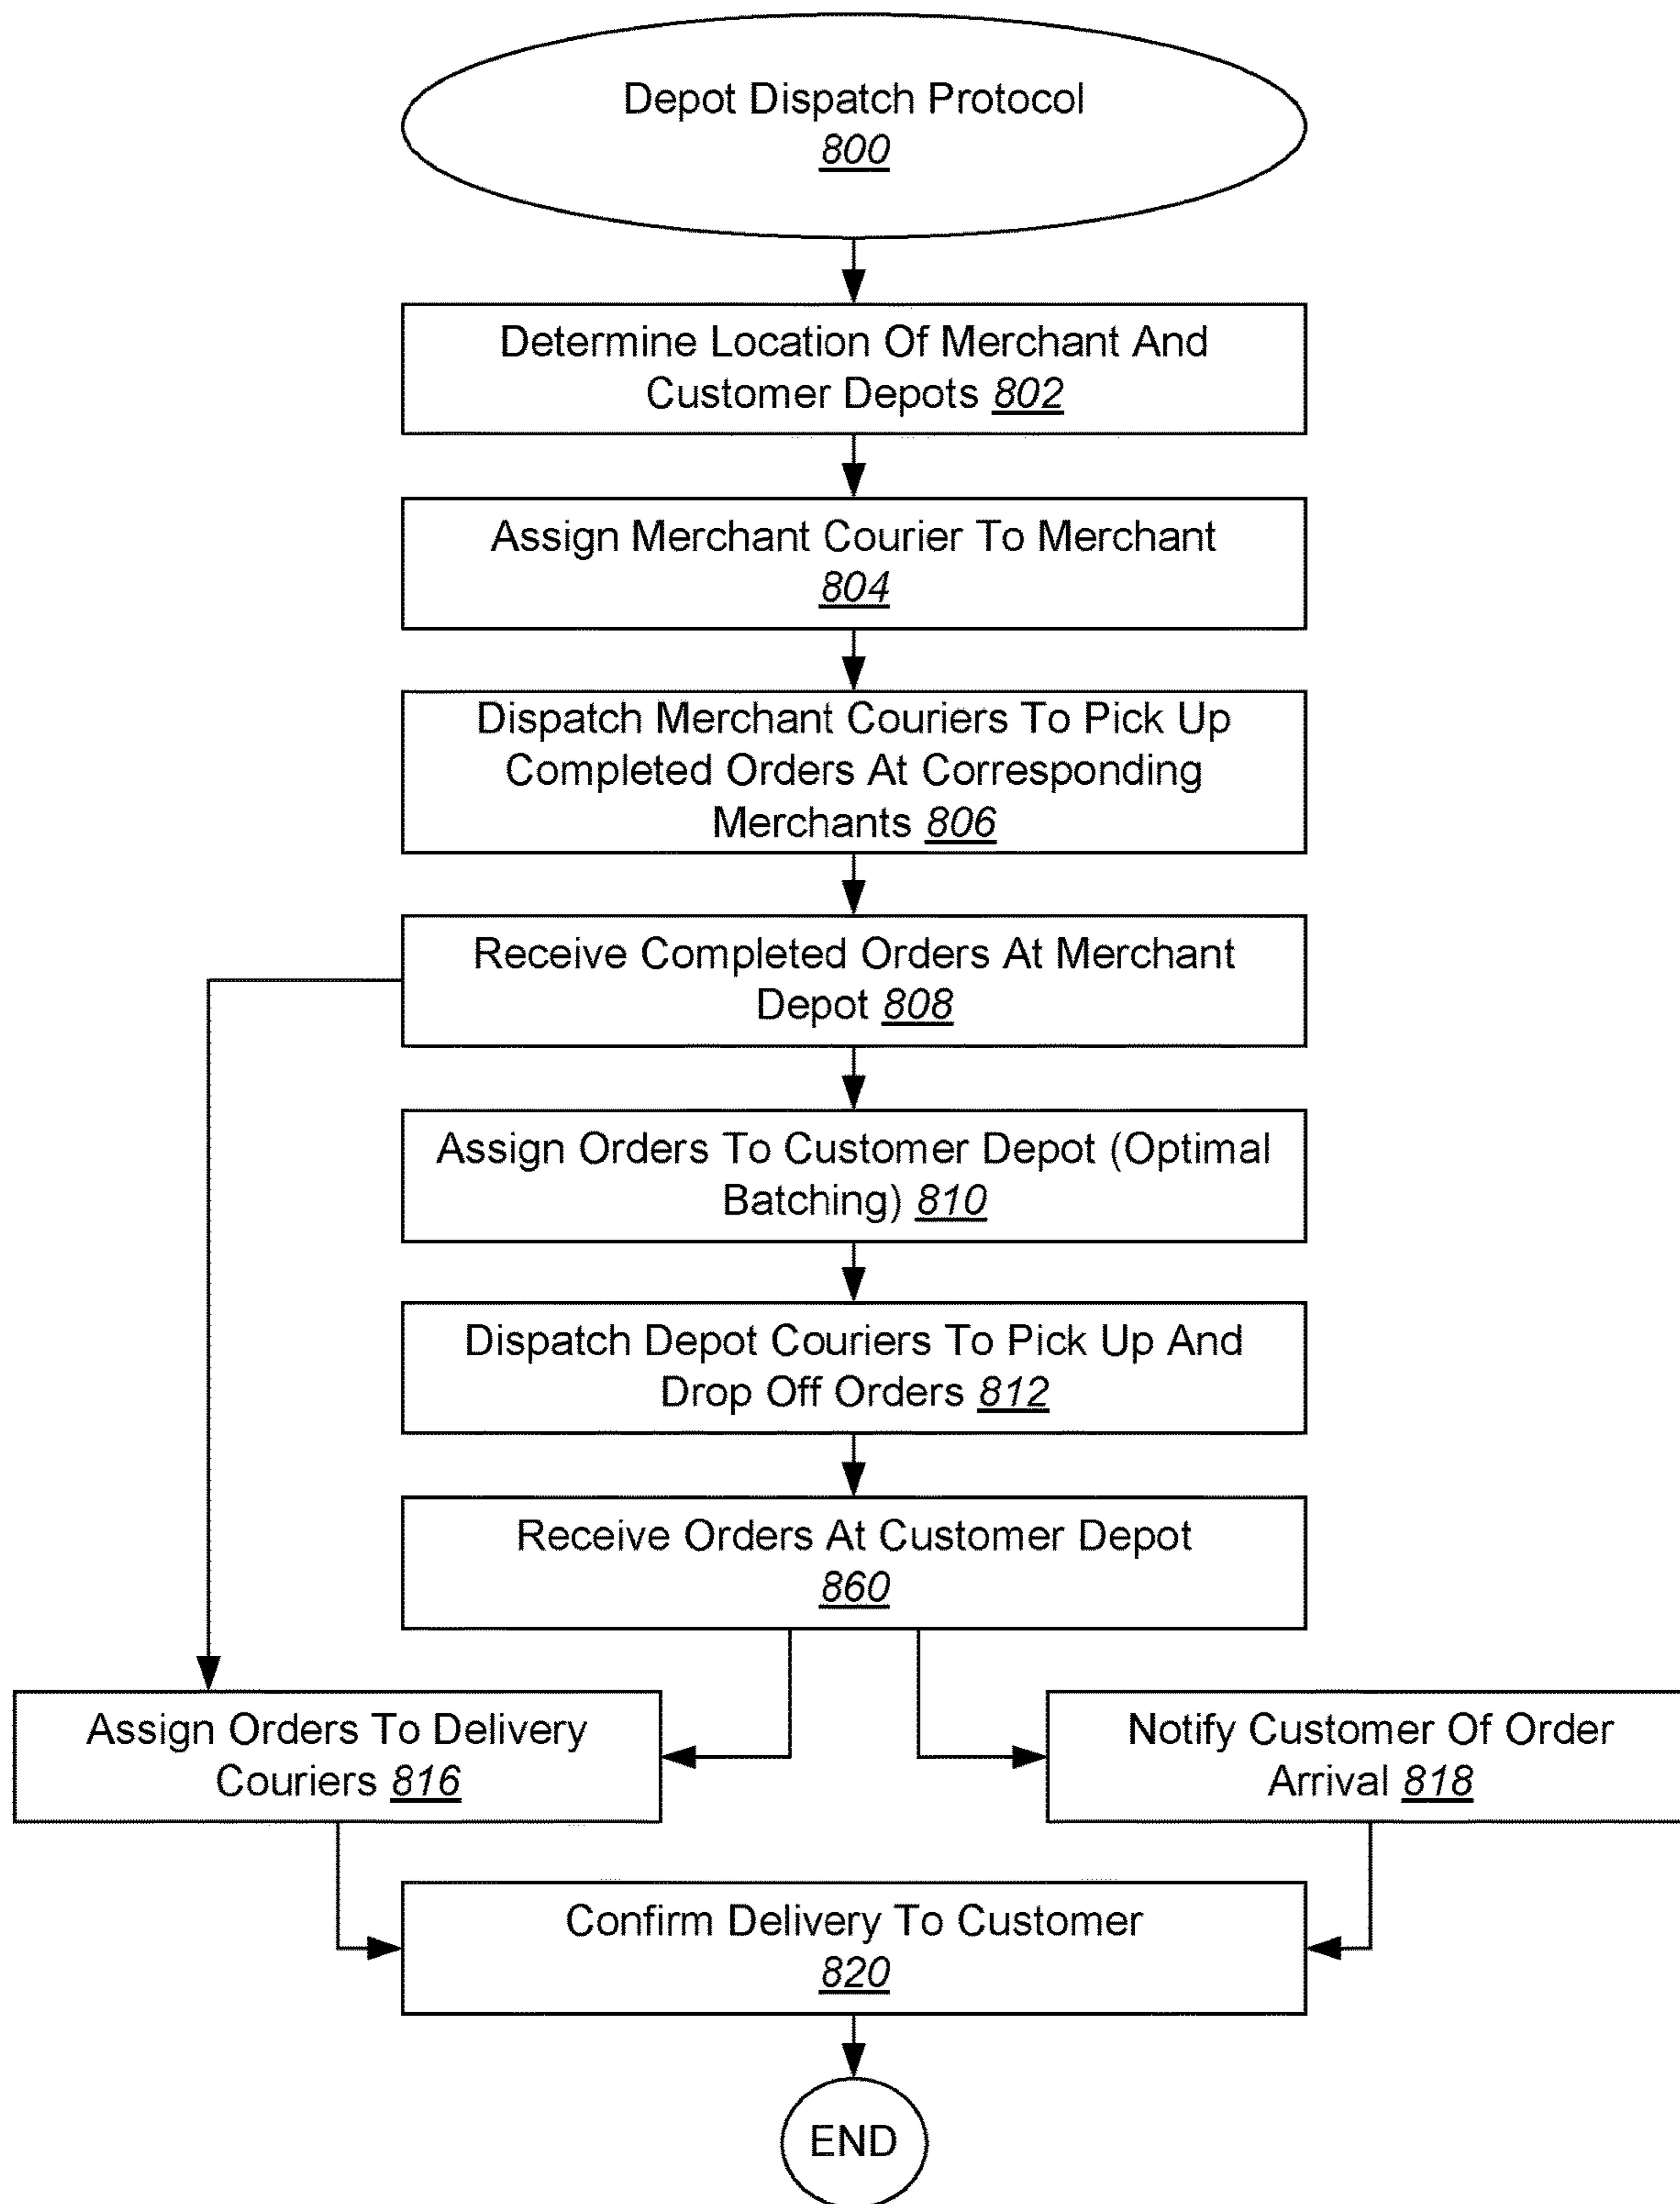 Depot Dispatch Protocol
800
Determine Location Of Merchant And
Customer Depots 802
Assign Merchant Courier To Merchant
804
Dispatch Merchant Couriers To Pick Up
Completed Orders At Corresponding
Merchants 806
Receive Completed Orders At Merchant
Depot 808
Assign Orders To Customer Depot (Optimal
Batching) 810
Dispatch Depot Couriers To Pick Up And
Drop Off Orders 812
Receive Orders At Customer Depot
860
Assign Orders To Delivery
Couriers 816
Notify Customer Of Order
Arrival 818
Confirm Delivery To Customer
820
END